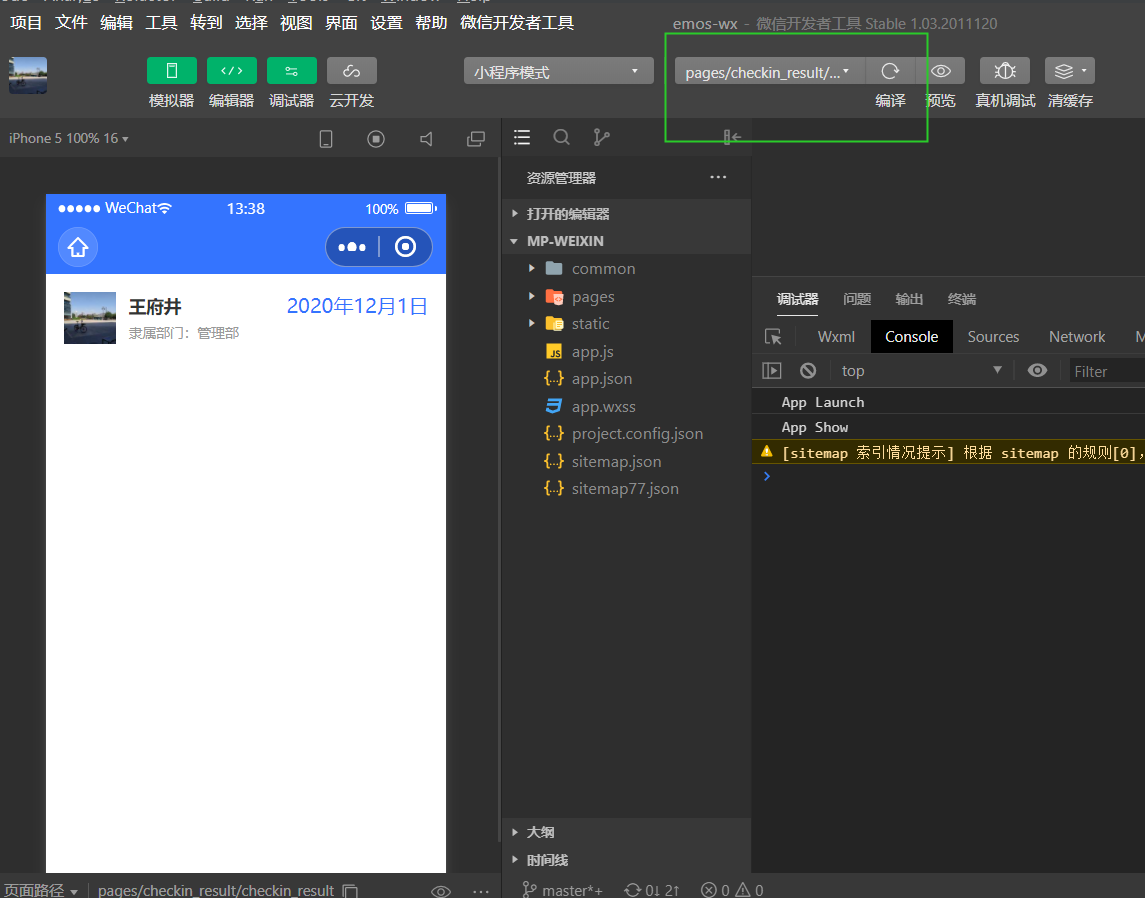 项目 文件 编辑 工具 转到 选择 视图 界面 设置 帮助 微信开发者工具
emos-wx - 微信开发者工具 Stable 1.03.2011120
小程序模式
pages/checkin_result/...
模拟器 编辑器 调试器 云开发
编译 预览 真机调试 清缓存
iPhone 5 100% 16
资源管理器
打开的编辑器
MP-WEIXIN
common
pages
static
app.js
app.json
app.wxss
project.config.json
sitemap.json
sitemap77.json
大纲
时间线
WeChat 13:38 100%
王府井
2020年12月1日
隶属部门：管理部
调试器 问题 输出 终端
Wxml Console Sources Network M
top Filter
App Launch
App Show
[sitemap 索引情况提示] 根据 sitemap 的规则[0],
页面路径 pages/checkin_result/checkin_result
master*+ 0↓ 2↑ 0 0